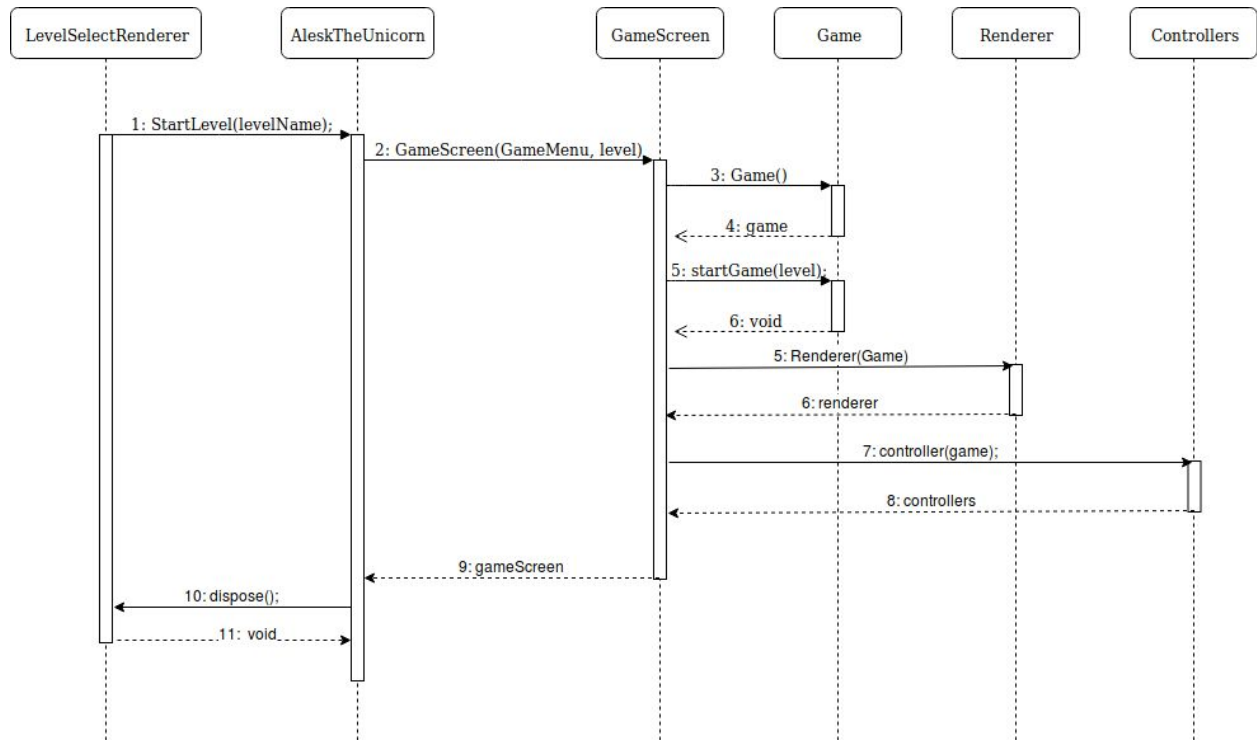 LevelSelectRenderer
AleskTheUnicorn
GameScreen
Game
Renderer
Controllers
1: StartLevel(levelName);
2: GameScreen(GameMenu, level)
3: Game()
4: game
5: startGame(level);
6: void
5: Renderer(Game)
6: renderer
7: controller(game);
8: controllers
9: gameScreen
10: dispose();
11: void